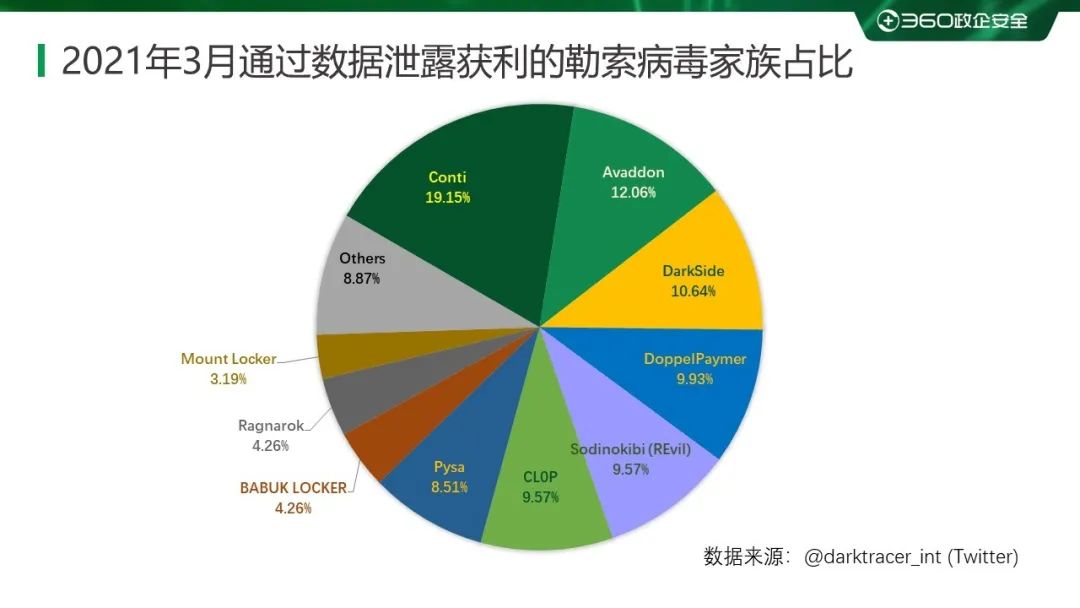 360政企安全
2021年3月通过数据泄露获利的勒索病毒家族占比
Conti
19.15%
Avaddon
12.06%
DarkSide
10.64%
DoppelPaymer
9.93%
Sodinokibi (REvil)
9.57%
CL0P
9.57%
Pysa
8.51%
BABUK LOCKER
4.26%
Ragnarok
4.26%
Mount Locker
3.19%
Others
8.87%
数据来源：@darktracer_int (Twitter)